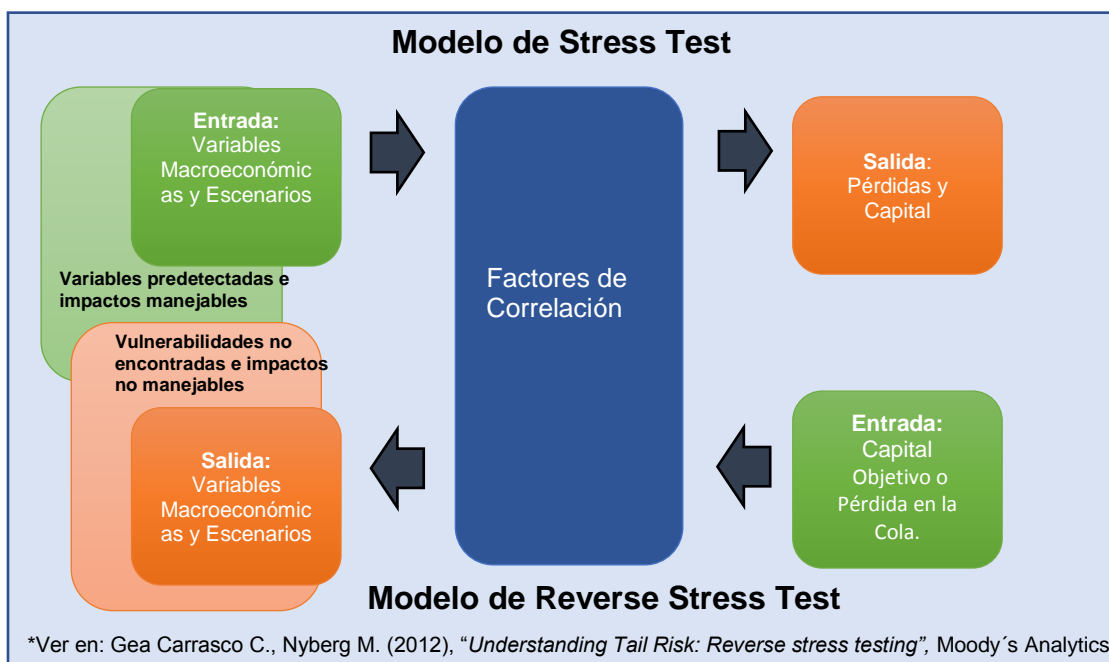 Modelo de Stress Test
Entrada:
Variables
Macroeconómic
as y Escenarios
Variables predetectadas e
impactos manejables
Factores de
Correlación
Salida:
Pérdidas y
Capital
Vulnerabilidades no
encontradas e impactos
no manejables
Salida:
Variables
Macroeconómic
as y Escenarios
Entrada:
Capital
Objetivo o
Pérdida en la
Cola.
Modelo de Reverse Stress Test
*Ver en: Gea Carrasco C., Nyberg M. (2012), “Understanding Tail Risk: Reverse stress testing”, Moody´s Analytics